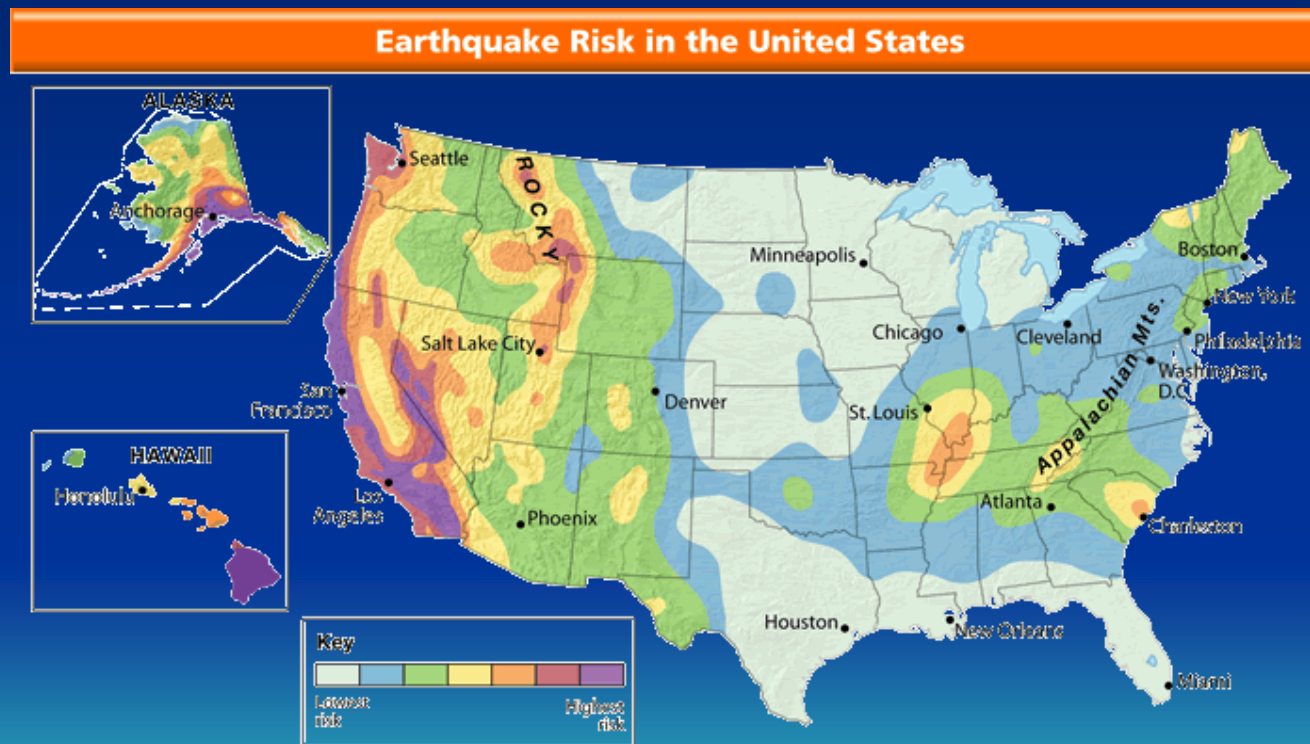 Earthquake Risk in the United States
ALASKA
Anchorage
Seattle
ROCKY
Minneapolis
Boston
New York
Salt Lake City
Chicago
Cleveland
Philadelphia
San
Francisco
Denver
St. Louis
Appalachian Mts.
Washington,
D.C.
HAWAII
Honolulu
Los
Angeles
Phoenix
Atlanta
Charleston
Houston
New Orleans
Miami
Key
Lowest
risk
Highest
risk